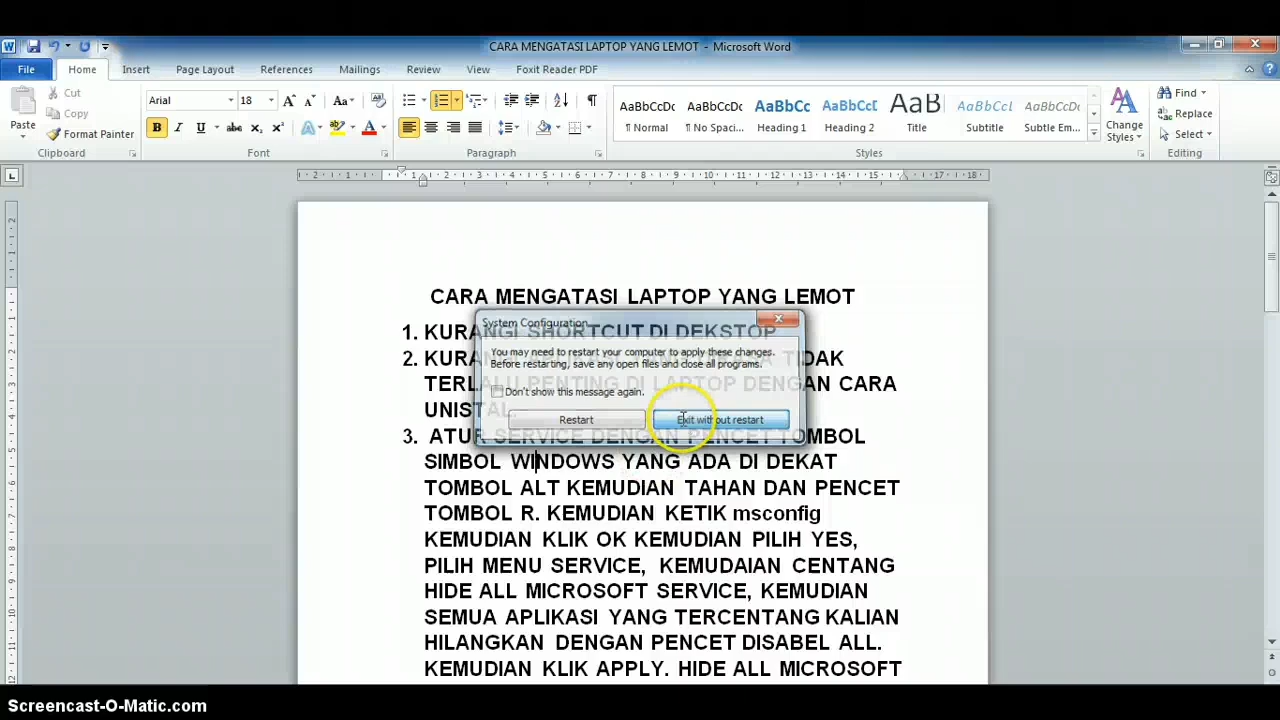 CARA MENGATASI LAPTOP YANG LEMOT - Microsoft Word
File Home Insert Page Layout References Mailings Review View Foxit Reader PDF
Paste
Cut
Copy
Format Painter
Clipboard
Arial 18
Font
Paragraph
AaBbCcDc AaBbCcDc AaBbCc AaBbCcD AaB AaBbCcD AaBbCcDc
¶ Normal ¶ No Spaci... Heading 1 Heading 2 Title Subtitle Subtle Em...
Styles
Change
Styles
Find
Replace
Select
Editing
CARA MENGATASI LAPTOP YANG LEMOT
1. KURANGI SHORTCUT DI DEKSTOP
2. KURANGI TIDAK
TERLALU PENTING DI LAPTOP DENGAN CARA
UNISTAL.
3. ATUR SERVICE DENGAN PENCET TOMBOL
SIMBOL WINDOWS YANG ADA DI DEKAT
TOMBOL ALT KEMUDIAN TAHAN DAN PENCET
TOMBOL R. KEMUDIAN KETIK msconfig
KEMUDIAN KLIK OK KEMUDIAN PILIH YES,
PILIH MENU SERVICE, KEMUDAIAN CENTANG
HIDE ALL MICROSOFT SERVICE, KEMUDIAN
SEMUA APLIKASI YANG TERCENTANG KALIAN
HILANGKAN DENGAN PENCET DISABEL ALL.
KEMUDIAN KLIK APPLY. HIDE ALL MICROSOFT
System Configuration
You may need to restart your computer to apply these changes.
Before restarting, save any open files and close all programs.
Don't show this message again.
Restart Exit without restart
Screencast-O-Matic.com